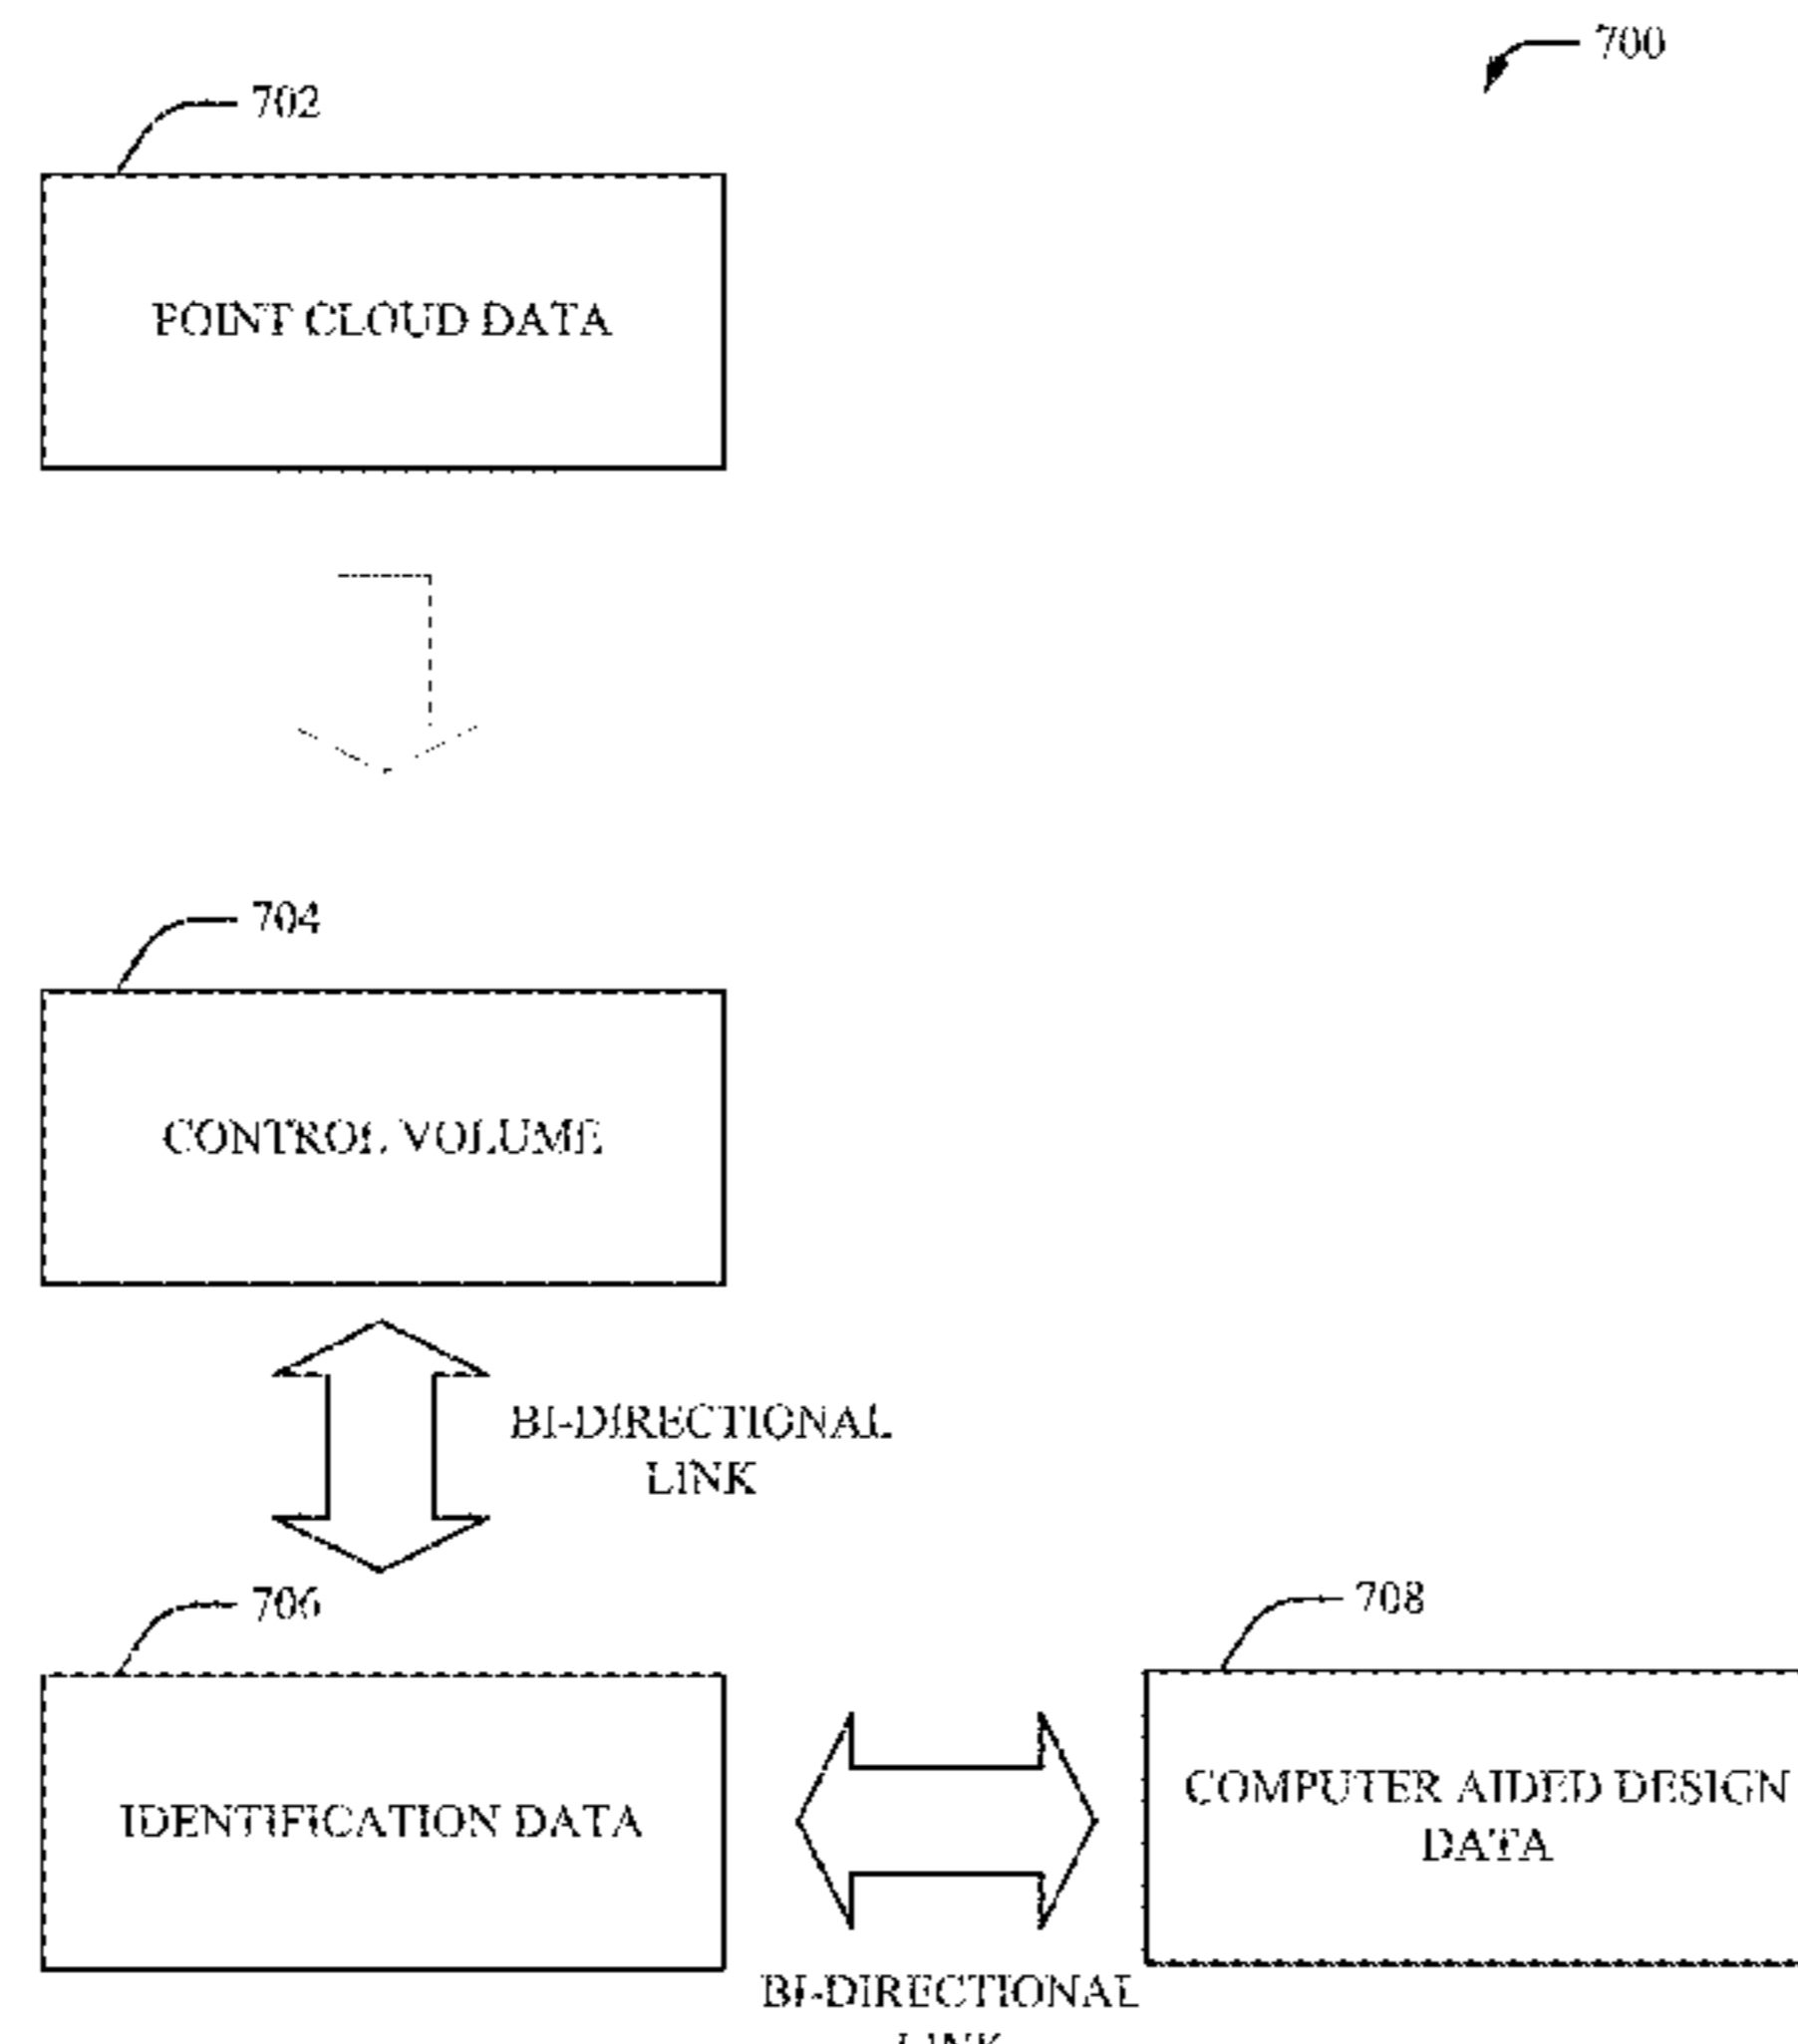 700
702
POINT CLOUD DATA
704
CONTROL VOLUME
BI-DIRECTIONAL
LINK
706
708
IDENTIFICATION DATA
COMPUTER AIDED DESIGN
DATA
BI-DIRECTIONAL
LINK